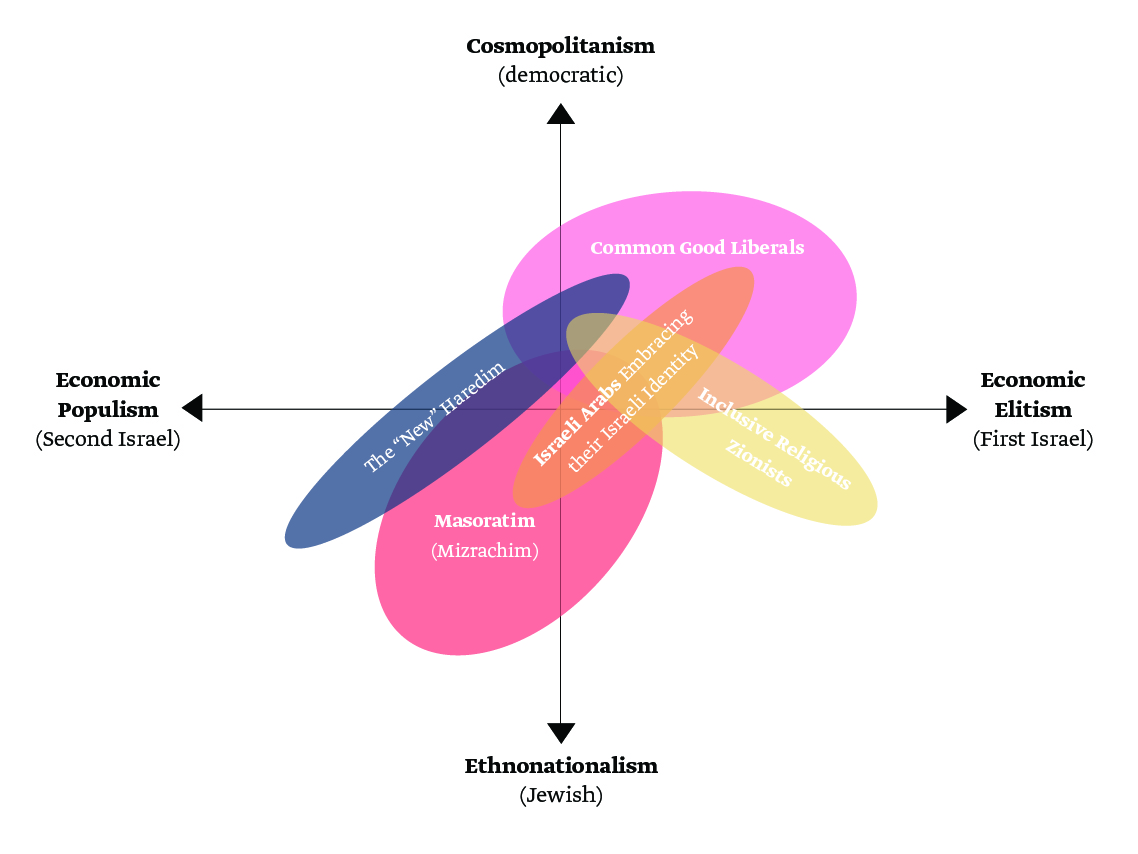 Cosmopolitanism
(democratic)
Common Good Liberals
Economic
Populism
(Second Israel)
The “New” Haredim
Israeli Arabs Embracing
their Israeli Identity
Inclusive Religious
Zionists
Economic
Elitism
(First Israel)
Masoratim
(Mizrachim)
Ethnonationalism
(Jewish)